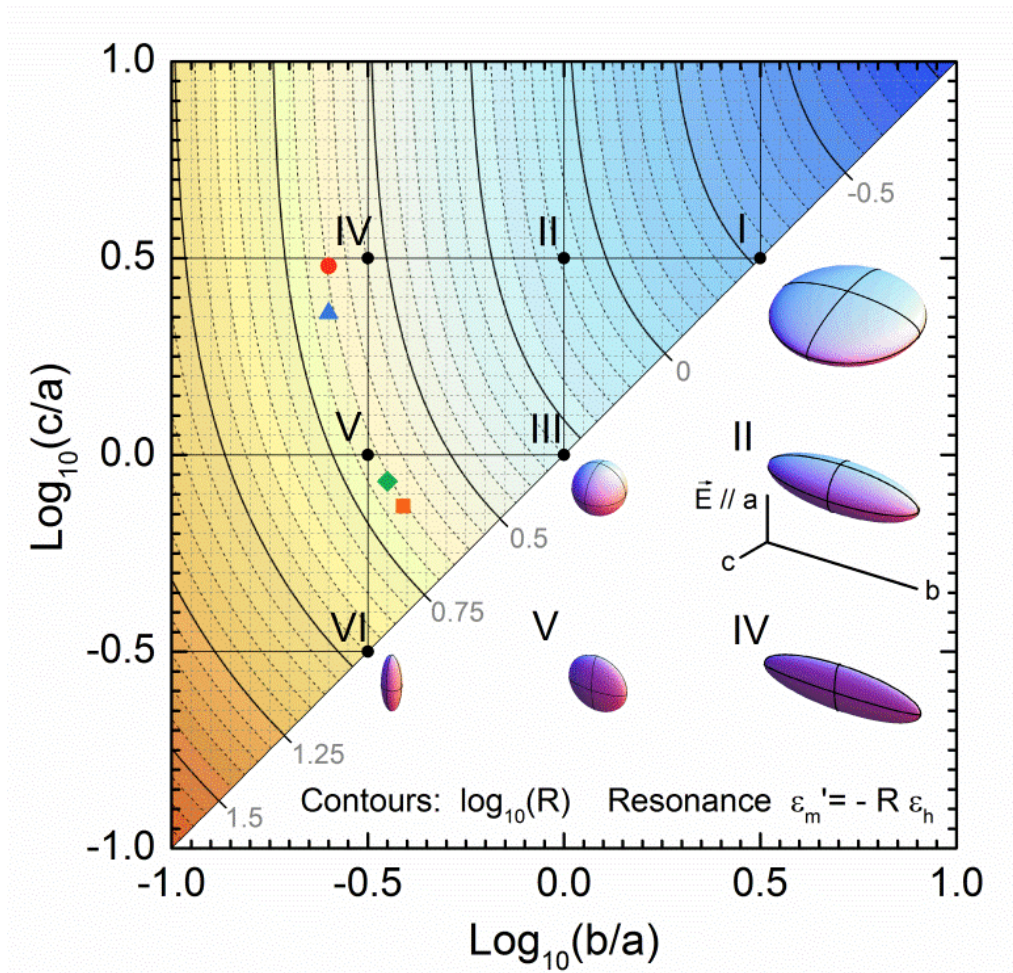 1.0
0.5
0.0
-0.5
-1.0
Log10(c/a)
-1.0
-0.5
0.0
0.5
1.0
Log10(b/a)
IV
II
I
V
III
VI
-0.5
0
0.5
0.75
1.25
1.5
II
E⃗ // a
c
b
V
IV
Contours: log10(R) Resonance εm'= - R εh